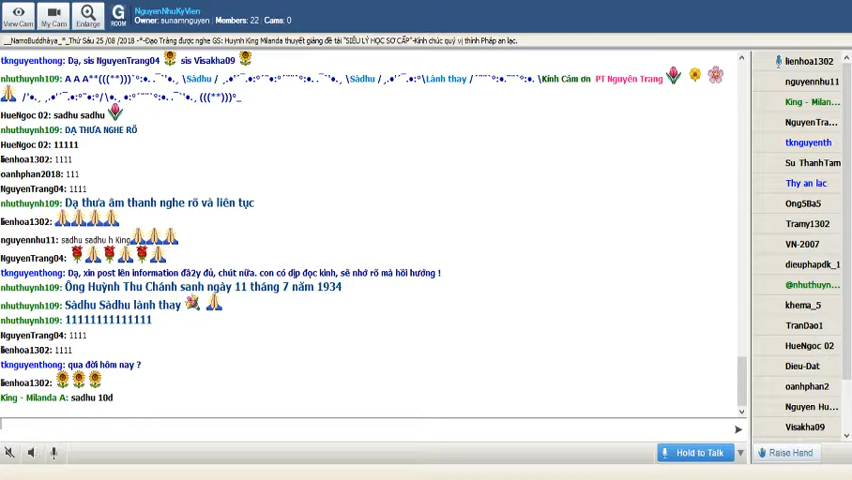 View Cam
My Cam
Enlarge
G
ROOM
NguyenNhuKyVien
Owner: sunamnguyen | Members: 22 | Cams: 0
__NamoBuddhàya_*_Thứ Sáu 25 /08 /2018 -*-Đạo Tràng được nghe GS: Huynh King Milanda thuyết giảng đề tài "SIÊU LÝ HỌC SƠ CẤP"-Kính chúc quý vị thính Pháp an lạc.
tknguyenthong: Dạ, sis NguyenTrang04 sis Visakha09
nhuthuynh109: A A A**(((**)))
\Sàdhu /
\Sàdhu /
\Lành thay /
\Kính Cám ơn PT Nguyên Trang
HueNgoc 02: sadhu sadhu
nhuthuynh109: DẠ THƯA NGHE RÕ
HueNgoc 02: 11111
lienhoa1302: 1111
oanhphan2018: 111
NguyenTrang04: 1111
nhuthuynh109: Dạ thưa âm thanh nghe rõ và liên tục
lienhoa1302:
nguyennhu11: sadhu sadhu h King
NguyenTrang04:
tknguyenthong: Dạ, xin post lên information đã2y đủ, chút nữa. con có dịp đọc kinh, sẽ nhớ rõ mà hồi hướng !
nhuthuynh109: Ông Huỳnh Thu Chánh sanh ngày 11 tháng 7 năm 1934
nhuthuynh109: Sàdhu Sàdhu lành thay
nhuthuynh109: 11111111111111
NguyenTrang04: 1111
lienhoa1302: 1111
tknguyenthong: qua đời hôm nay ?
lienhoa1302:
King - Milanda A: sadhu 10d
lienhoa1302
nguyennhu11
King - Milan...
NguyenTra...
tknguyenth
Su ThanhTam
Thy an lac
Ong5Ba5
Tramy1302
VN-2007
dieuphapdk_1
@nhuthuyn...
khema_5
TranDao1
HueNgoc 02
Dieu-Dat
oanhphan2
Nguyen Hu...
Visakha09
Hold to Talk
Raise Hand